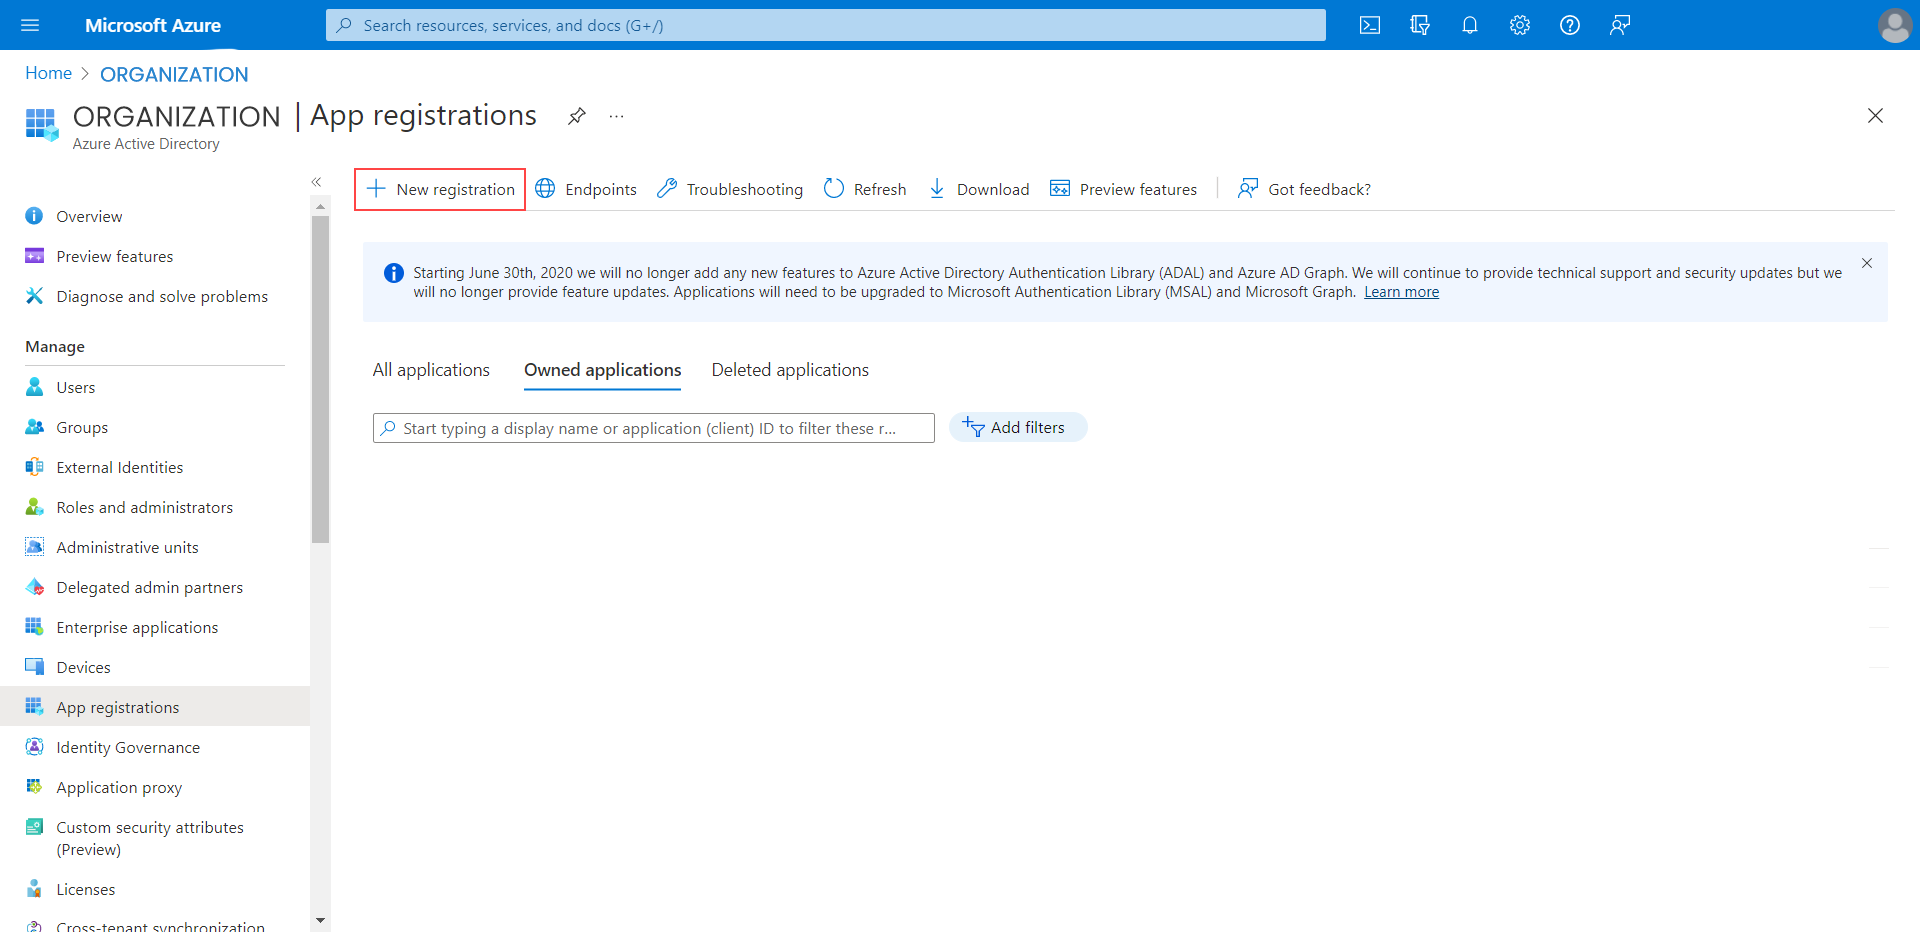 Microsoft Azure
Search resources, services, and docs (G+/)
Home > ORGANIZATION
ORGANIZATION | App registrations
Azure Active Directory
New registration
Endpoints
Troubleshooting
Refresh
Download
Preview features
Got feedback?
Overview
Preview features
Diagnose and solve problems
Manage
Users
Groups
External Identities
Roles and administrators
Administrative units
Delegated admin partners
Enterprise applications
Devices
App registrations
Identity Governance
Application proxy
Custom security attributes
(Preview)
Licenses
Cross-tenant synchronization
Starting June 30th, 2020 we will no longer add any new features to Azure Active Directory Authentication Library (ADAL) and Azure AD Graph. We will continue to provide technical support and security updates but we
will no longer provide feature updates. Applications will need to be upgraded to Microsoft Authentication Library (MSAL) and Microsoft Graph. Learn more
All applications
Owned applications
Deleted applications
Start typing a display name or application (client) ID to filter these r...
Add filters